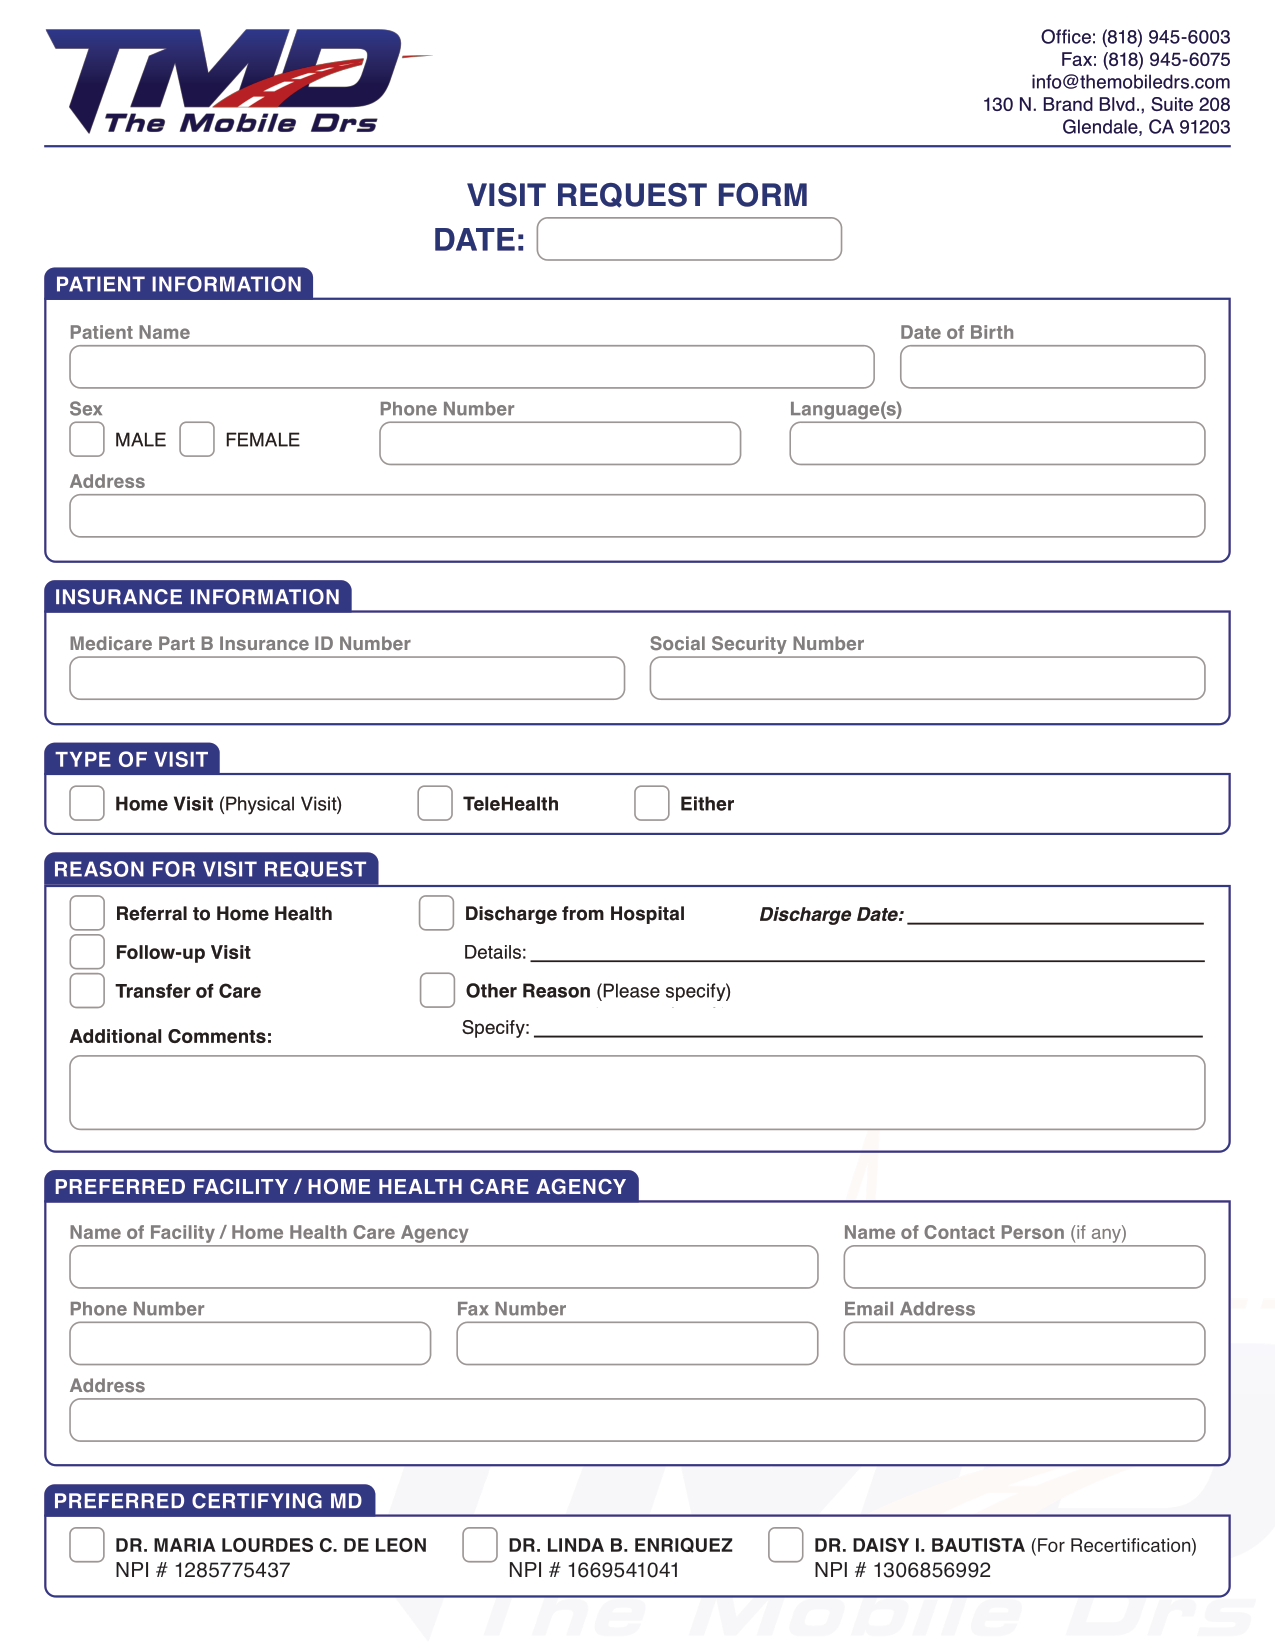 TMD
The Mobile Drs
Office: (818) 945-6003
Fax: (818) 945-6075
info@themobiledrs.com
130 N. Brand Blvd., Suite 208
Glendale, CA 91203
VISIT REQUEST FORM
DATE:
PATIENT INFORMATION
Patient Name Date of Birth
Sex Phone Number Language(s)
MALE FEMALE
Address
INSURANCE INFORMATION
Medicare Part B Insurance ID Number Social Security Number
TYPE OF VISIT
Home Visit (Physical Visit) TeleHealth Either
REASON FOR VISIT REQUEST
Referral to Home Health Discharge from Hospital Discharge Date:
Follow-up Visit Details:
Transfer of Care Other Reason (Please specify)
Additional Comments: Specify:
PREFERRED FACILITY / HOME HEALTH CARE AGENCY
Name of Facility / Home Health Care Agency Name of Contact Person (if any)
Phone Number Fax Number Email Address
Address
PREFERRED CERTIFYING MD
DR. MARIA LOURDES C. DE LEON DR. LINDA B. ENRIQUEZ DR. DAISY I. BAUTISTA (For Recertification)
NPI # 1285775437 NPI # 1669541041 NPI # 1306856992
The Mobile Drs